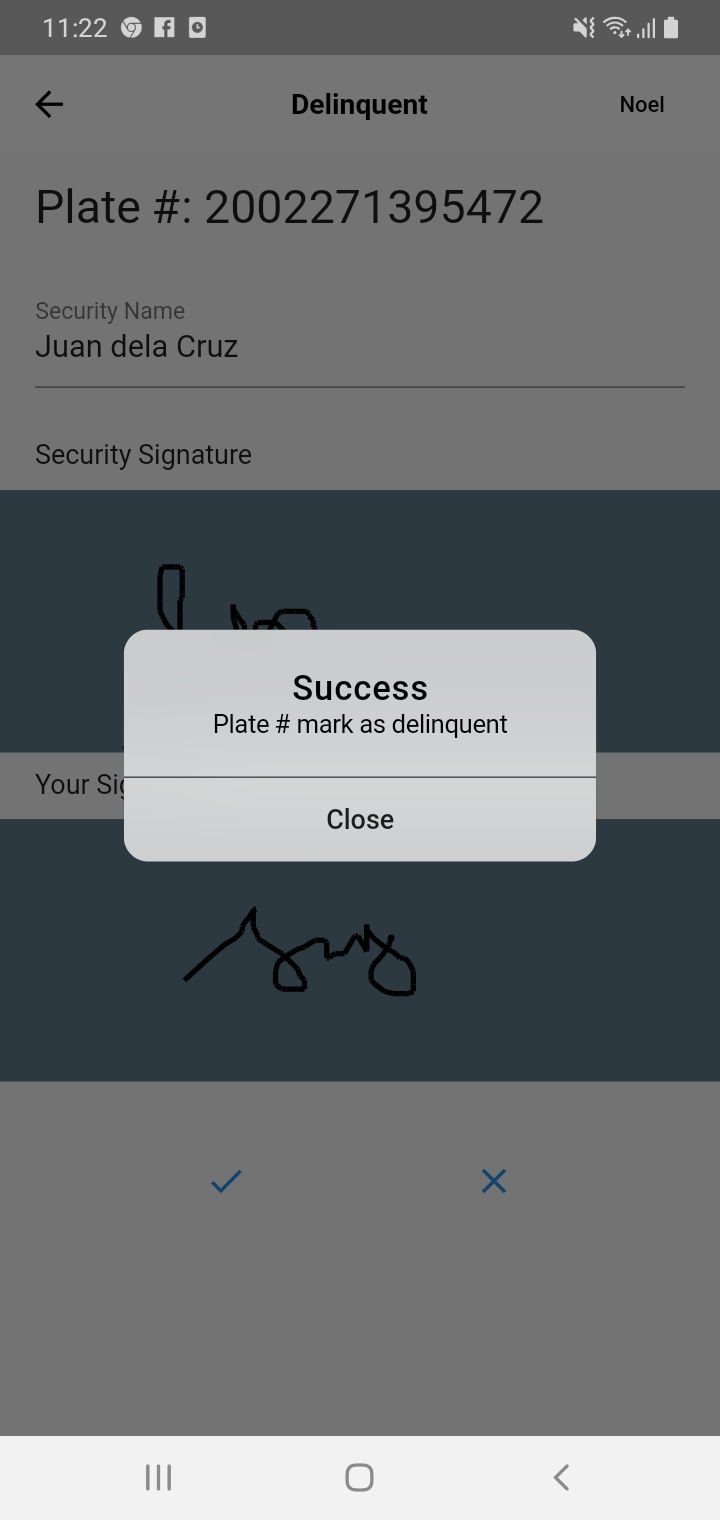 11:22
Delinquent Noel
Plate #: 2002271395472
Security Name
Juan dela Cruz
Security Signature
Success
Plate # mark as delinquent
Your
Close